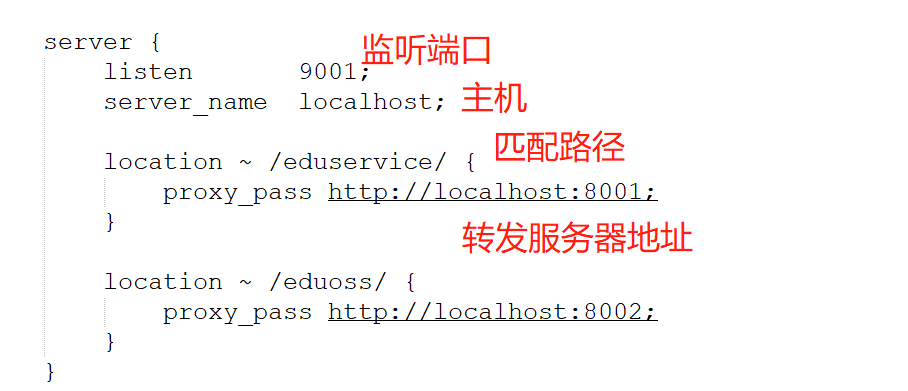 server {
监听端口
listen 9001;
server_name localhost; 主机
匹配路径
location ~ /eduservice/ {
proxy_pass http://localhost:8001;
}
转发服务器地址
location ~ /eduoss/ {
proxy_pass http://localhost:8002;
}
}